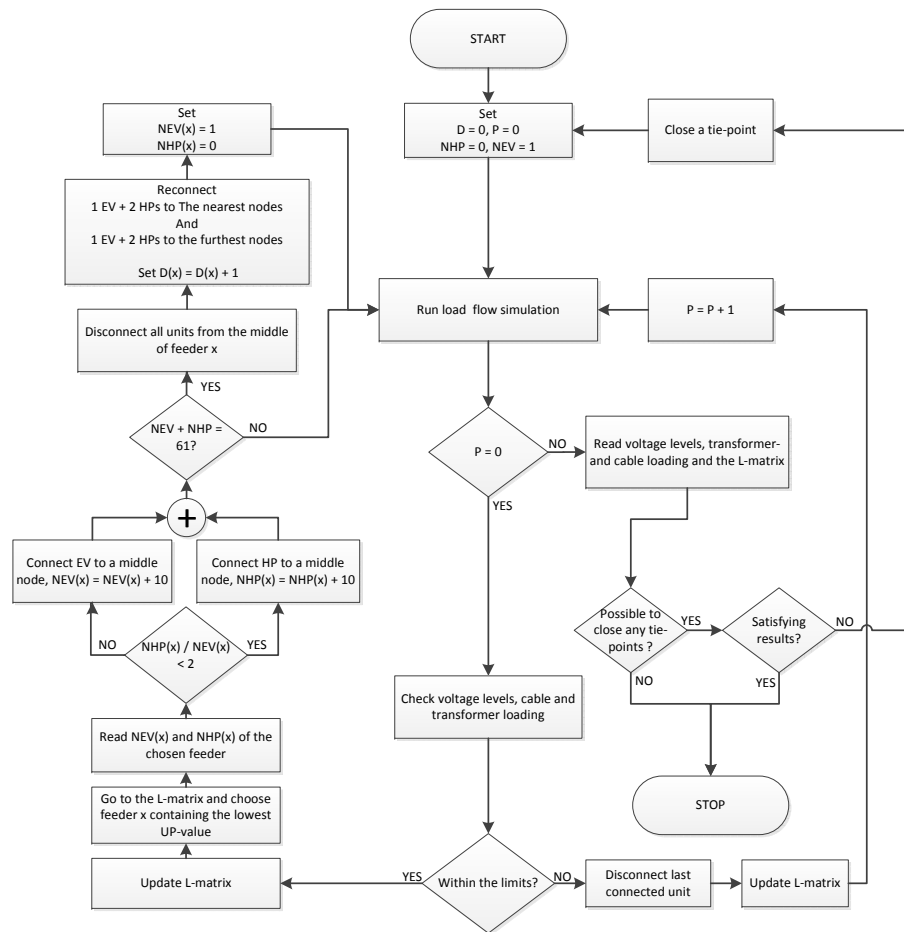 START
Set
D = 0, P = 0
NHP = 0, NEV = 1
Close a tie-point
Set
NEV(x) = 1
NHP(x) = 0
Reconnect
1 EV + 2 HPs to The nearest nodes
And
1 EV + 2 HPs to the furthest nodes
Set D(x) = D(x) + 1
Run load flow simulation
P = P + 1
Disconnect all units from the middle
of feeder x
YES
NEV + NHP =
61?
NO
P = 0
NO
YES
Read voltage levels, transformer-
and cable loading and the L-matrix
+
Connect EV to a middle
node, NEV(x) = NEV(x) + 10
Connect HP to a middle
node, NHP(x) = NHP(x) + 10
NO
NHP(x) / NEV(x)
< 2
YES
Possible to
close any tie-
points ?
YES
NO
Satisfying
results?
NO
YES
Check voltage levels, cable and
transformer loading
Read NEV(x) and NHP(x) of the
chosen feeder
Go to the L-matrix and choose
feeder x containing the lowest
UP-value
STOP
Update L-matrix
YES
Within the limits?
NO
Disconnect last
connected unit
Update L-matrix